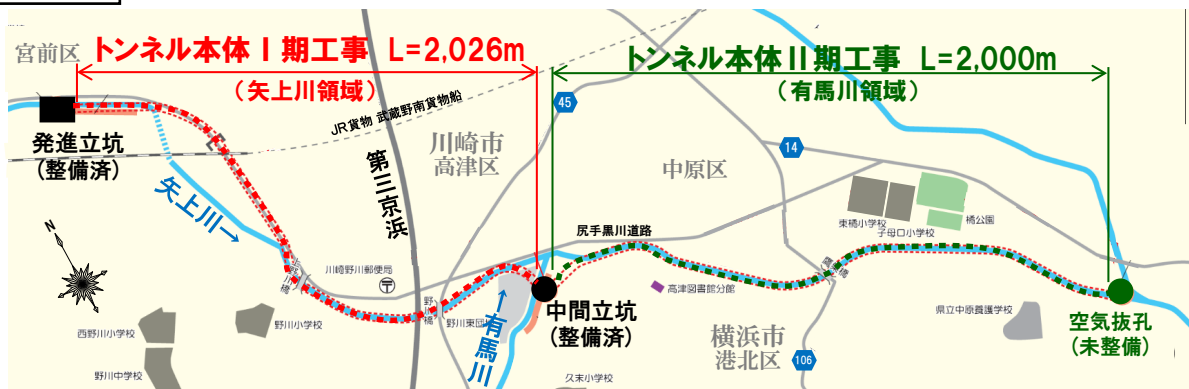 宮前区
トンネル本体Ⅰ期工事 L=2,026m
(矢上川領域)
トンネル本体Ⅱ期工事 L=2,000m
(有馬川領域)
45
JR貨物 武蔵野南貨物船
発進立坑
(整備済)
川崎市
高津区
第三京浜
中原区
14
矢上川→
N
東橘小学校
橘公園
子母口小学校
尻手黒川道路
川崎野川郵便局
〒
高津図書館分館
野川橋
野川東団地
←有馬川
中間立坑
(整備済)
西野川小学校
野川小学校
野川中学校
久末小学校
横浜市
港北区
106
県立中原養護学校
空気抜孔
(未整備)